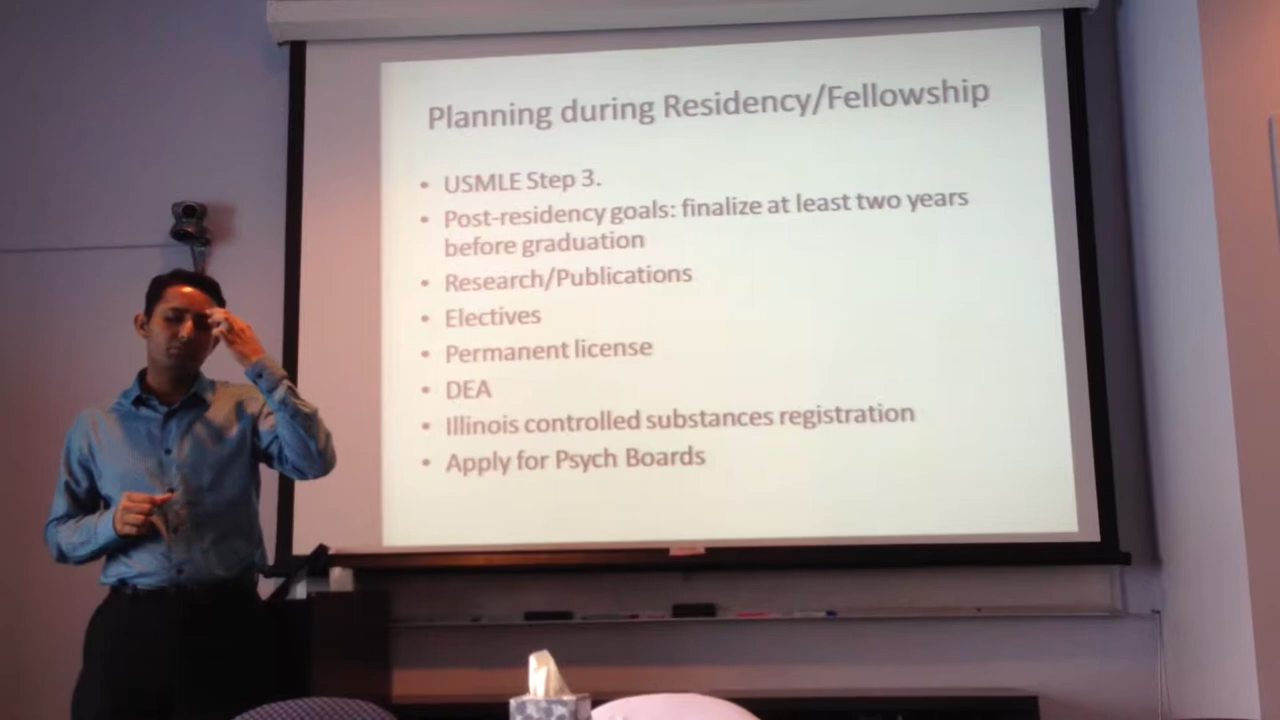 Planning during Residency/Fellowship
• USMLE Step 3.
• Post-residency goals: finalize at least two years
before graduation
• Research/Publications
• Electives
• Permanent license
• DEA
• Illinois controlled substances registration
• Apply for Psych Boards